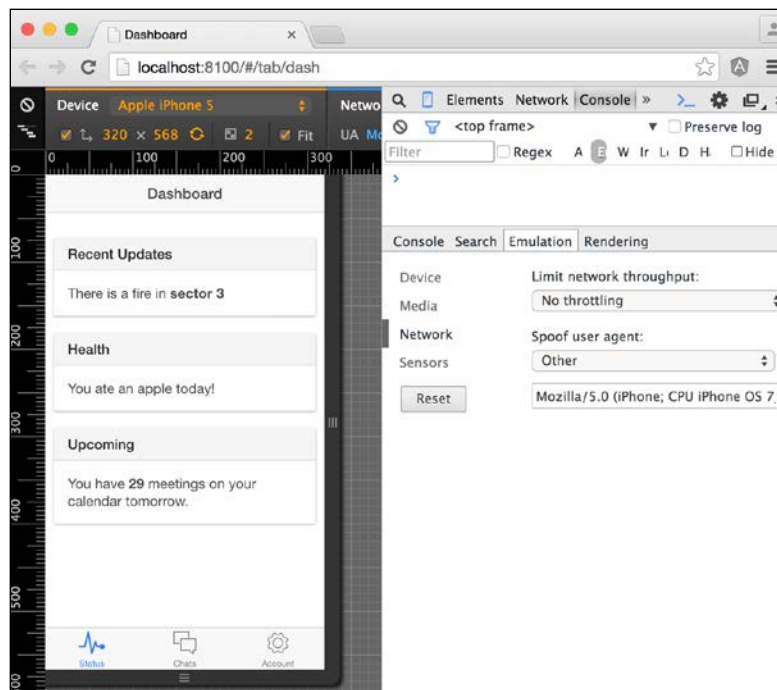 Dashboard
localhost:8100/#/tab/dash
Device Apple iPhone 5 Netwo
320 × 568 2 Fit UA Mo
0 100 200 300
0
100
200
300
400
500
Dashboard
Recent Updates
There is a fire in sector 3
Health
You ate an apple today!
Upcoming
You have 29 meetings on your
calendar tomorrow.
Status Chats Account
Elements Network Console »
<top frame> Preserve log
Filter Regex A E W Ir L D H Hide
Console Search Emulation Rendering
Device
Media
Network
Sensors
Reset
Limit network throughput:
No throttling
Spoof user agent:
Other
Mozilla/5.0 (iPhone; CPU iPhone OS 7